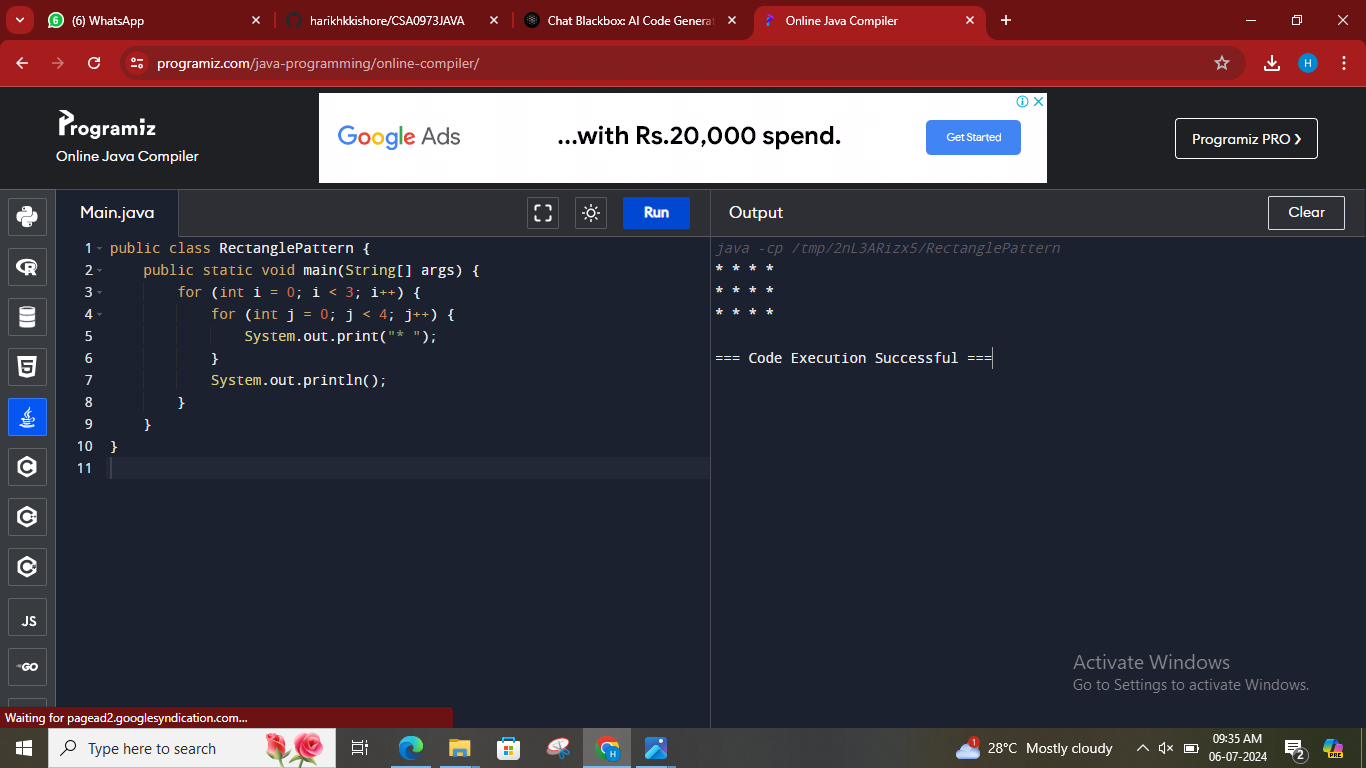 (6) WhatsApp
harikhkkishore/CSA0973JAVA
Chat Blackbox: AI Code Generat
Online Java Compiler
programiz.com/java-programming/online-compiler/
H
Programiz
Online Java Compiler
Google Ads
...with Rs.20,000 spend.
Get Started
Programiz PRO
Main.java
Run
Output
Clear
1 public class RectanglePattern {
2     public static void main(String[] args) {
3         for (int i = 0; i < 3; i++) {
4             for (int j = 0; j < 4; j++) {
5                 System.out.print("* ");
6             }
7             System.out.println();
8         }
9     }
10 }
11
java -cp /tmp/2nL3ARizx5/RectanglePattern
* * * *
* * * *
* * * *
=== Code Execution Successful ===
JS
GO
Activate Windows
Go to Settings to activate Windows.
Waiting for pagead2.googlesyndication.com...
Type here to search
H
1
28°C Mostly cloudy
09:35 AM
06-07-2024
2
PRE